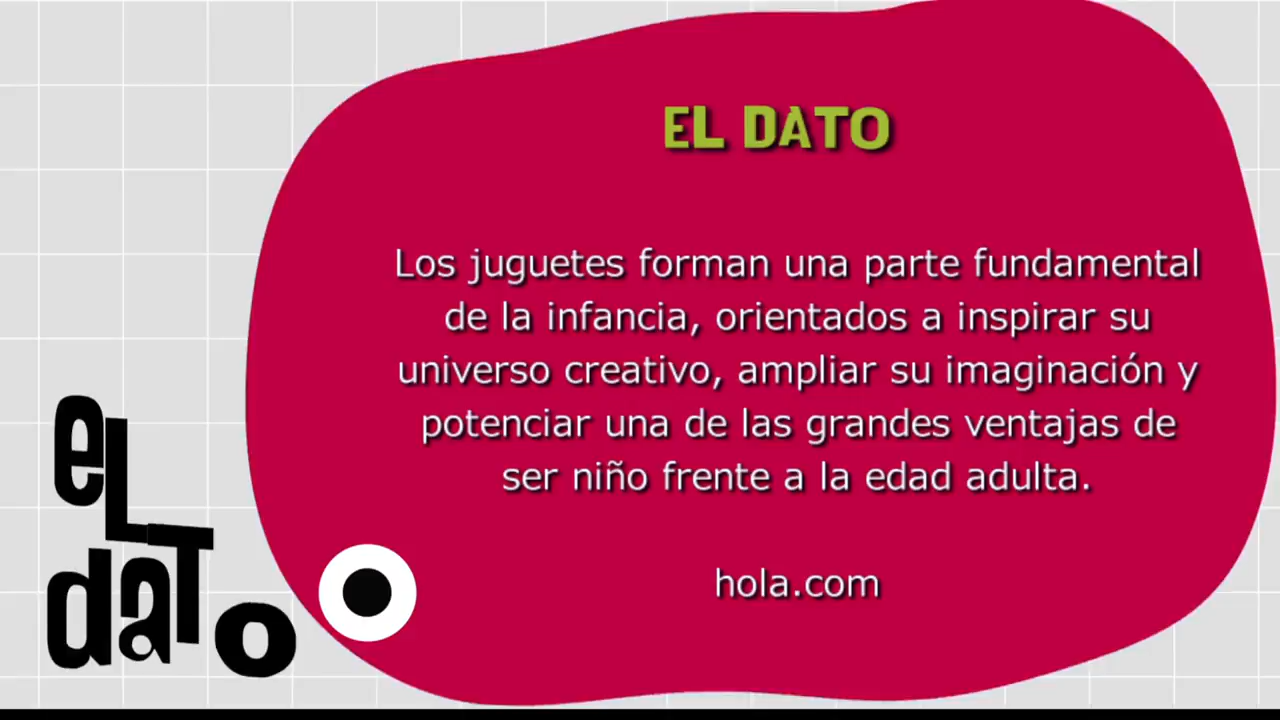 EL DATO
Los juguetes forman una parte fundamental
de la infancia, orientados a inspirar su
universo creativo, ampliar su imaginación y
potenciar una de las grandes ventajas de
ser niño frente a la edad adulta.
hola.com
eL
daTo